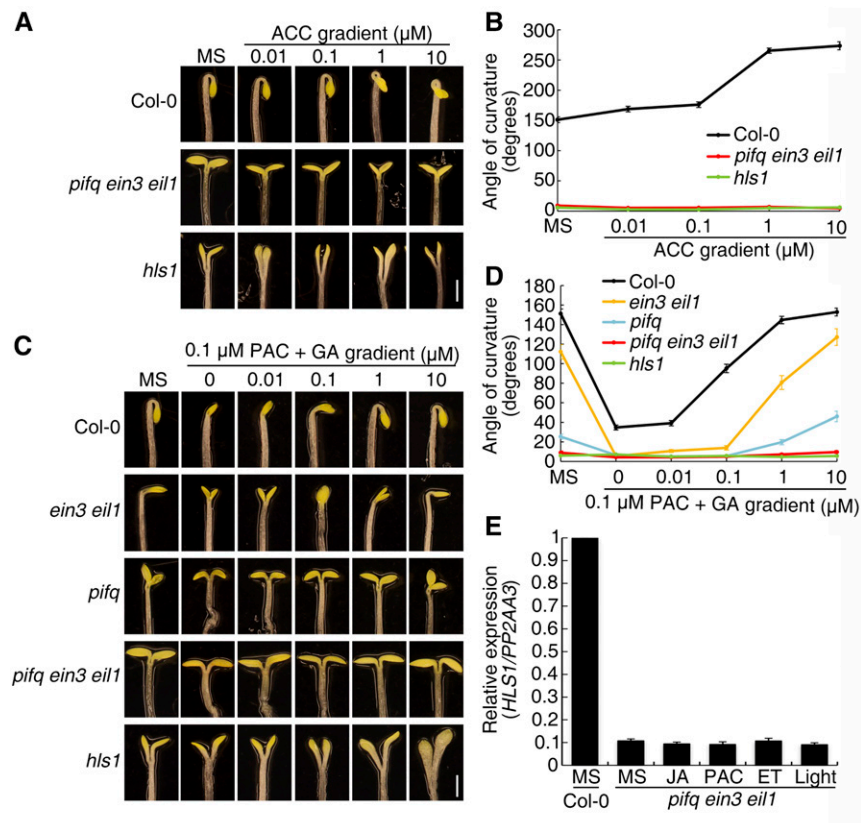 A
ACC gradient (µM)
MS 0.01 0.1 1 10
Col-0
pifq ein3 eil1
hls1
B
Angle of curvature
(degrees)
300
250
200
150
100
50
0
Col-0
pifq ein3 eil1
hls1
MS 0.01 0.1 1 10
ACC gradient (µM)
C
0.1 µM PAC + GA gradient (µM)
MS 0 0.01 0.1 1 10
Col-0
ein3 eil1
pifq
pifq ein3 eil1
hls1
D
Angle of curvature
(degrees)
180
160
140
120
100
80
60
40
20
0
Col-0
ein3 eil1
pifq
pifq ein3 eil1
hls1
MS 0 0.01 0.1 1 10
0.1 µM PAC + GA gradient (µM)
E
Relative expression
(HLS1/PP2AA3)
1
0.9
0.8
0.7
0.6
0.5
0.4
0.3
0.2
0.1
0
MS MS JA PAC ET Light
Col-0 pifq ein3 eil1